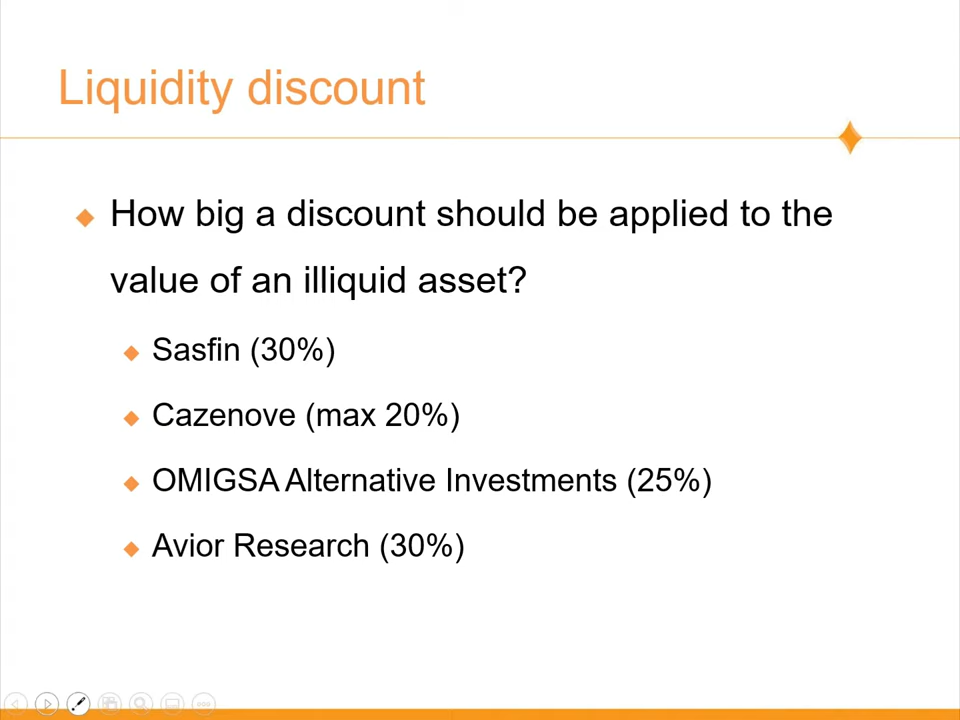 Liquidity discount
How big a discount should be applied to the
value of an illiquid asset?
Sasfin (30%)
Cazenove (max 20%)
OMIGSA Alternative Investments (25%)
Avior Research (30%)